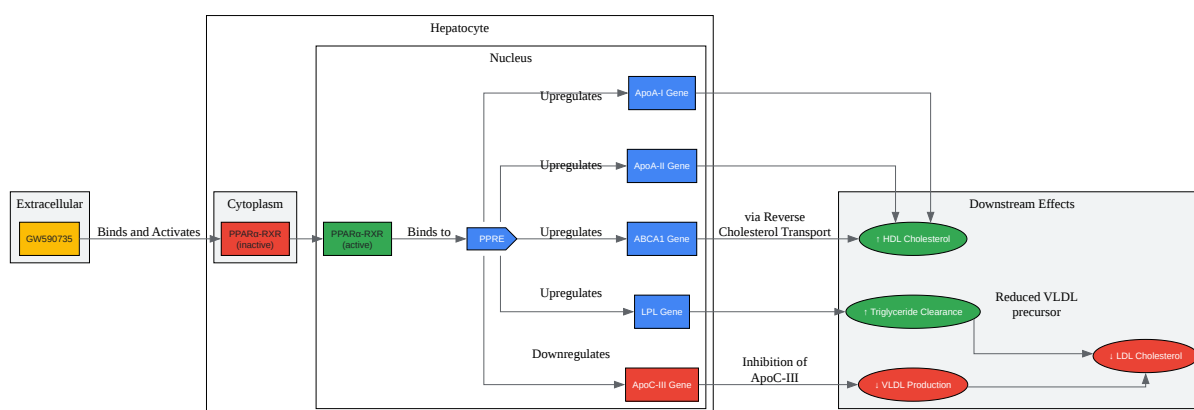 Hepatocyte
Nucleus
Upregulates
ApoA-I Gene
Upregulates
ApoA-II Gene
Extracellular
GW590735
Binds and Activates
Cytoplasm
PPARα-RXR
(inactive)
PPARα-RXR
(active)
Binds to
PPRE
Upregulates
ABCA1 Gene
via Reverse
Cholesterol Transport
Downstream Effects
↑ HDL Cholesterol
Upregulates
LPL Gene
↑ Triglyceride Clearance
Reduced VLDL
precursor
Downregulates
ApoC-III Gene
Inhibition of
ApoC-III
↓ VLDL Production
↓ LDL Cholesterol